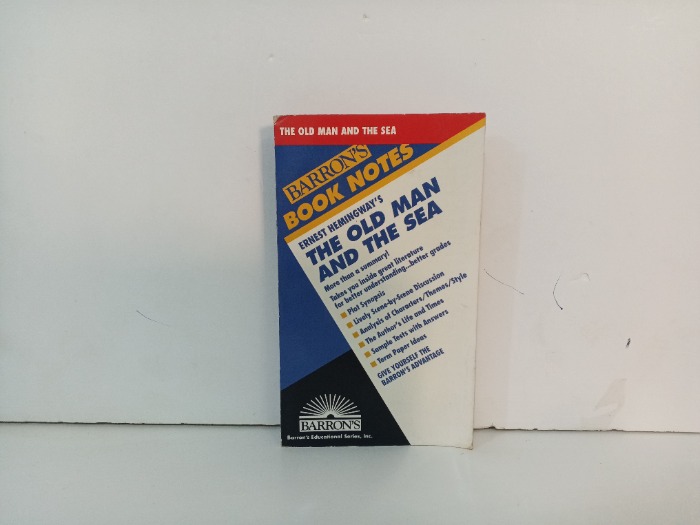 THE OLD MAN AND THE SEA
BARRON'S
BOOK NOTES
ERNEST HEMINGWAY'S
THE OLD MAN
AND THE SEA
More than a summary!
Takes you inside great literature
for better understanding...better grades
Plot Synopsis
Lively Scene-by-Scene Discussion
Analysis of Characters/Themes/Style
The Author's Life and Times
Sample Tests with Answers
Term Paper Ideas
GIVE YOURSELF THE
BARRON'S ADVANTAGE
BARRON'S
Barron's Educational Series, Inc.